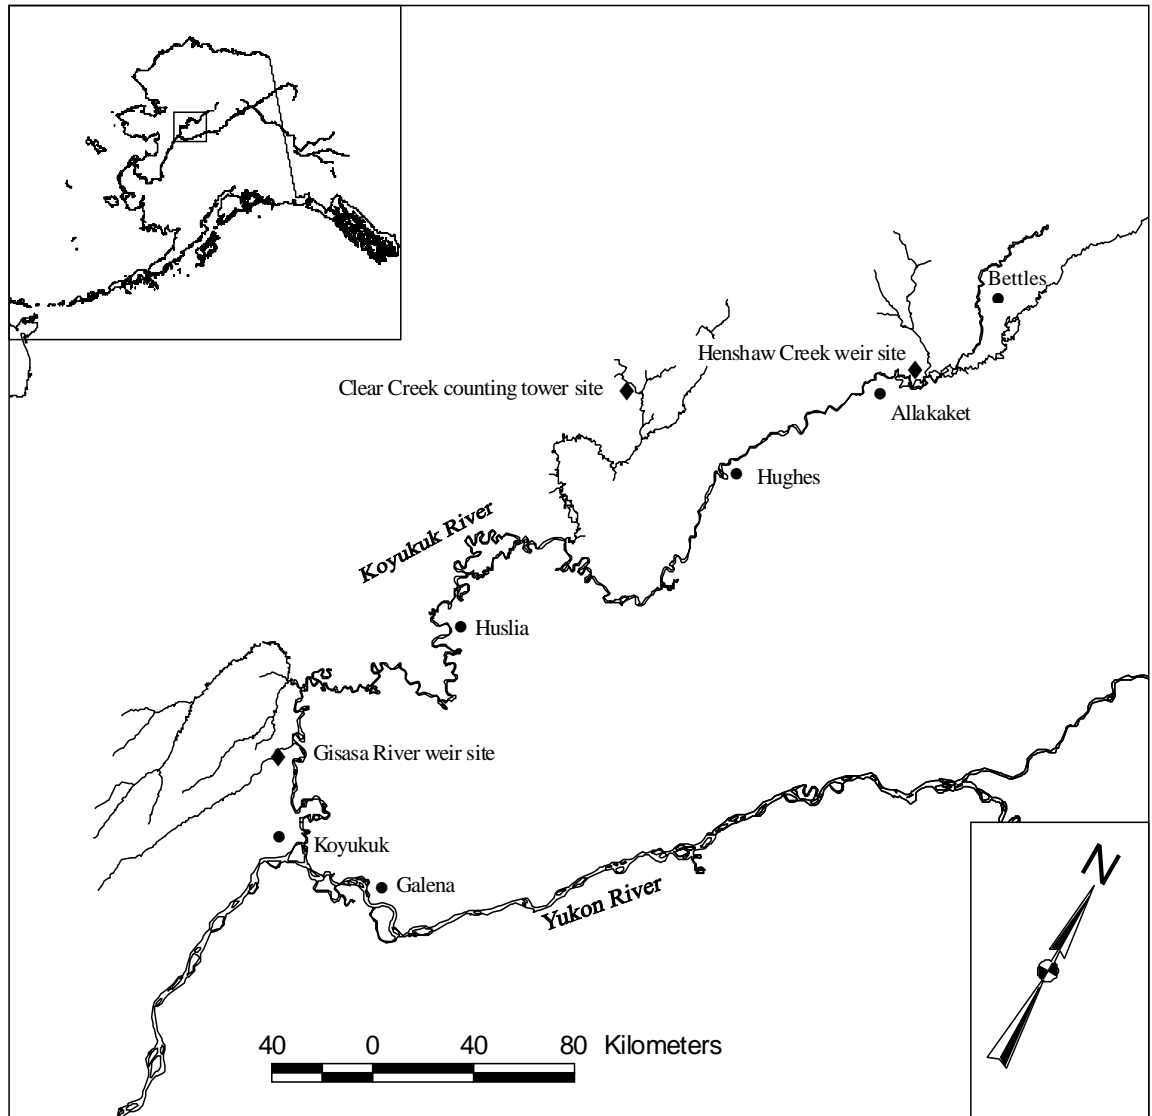 Bettles
Henshaw Creek weir site
Clear Creek counting tower site
Allakaket
Hughes
Koyukuk River
Huslia
Gisasa River weir site
Koyukuk
Galena
Yukon River
N
40 0 40 80 Kilometers